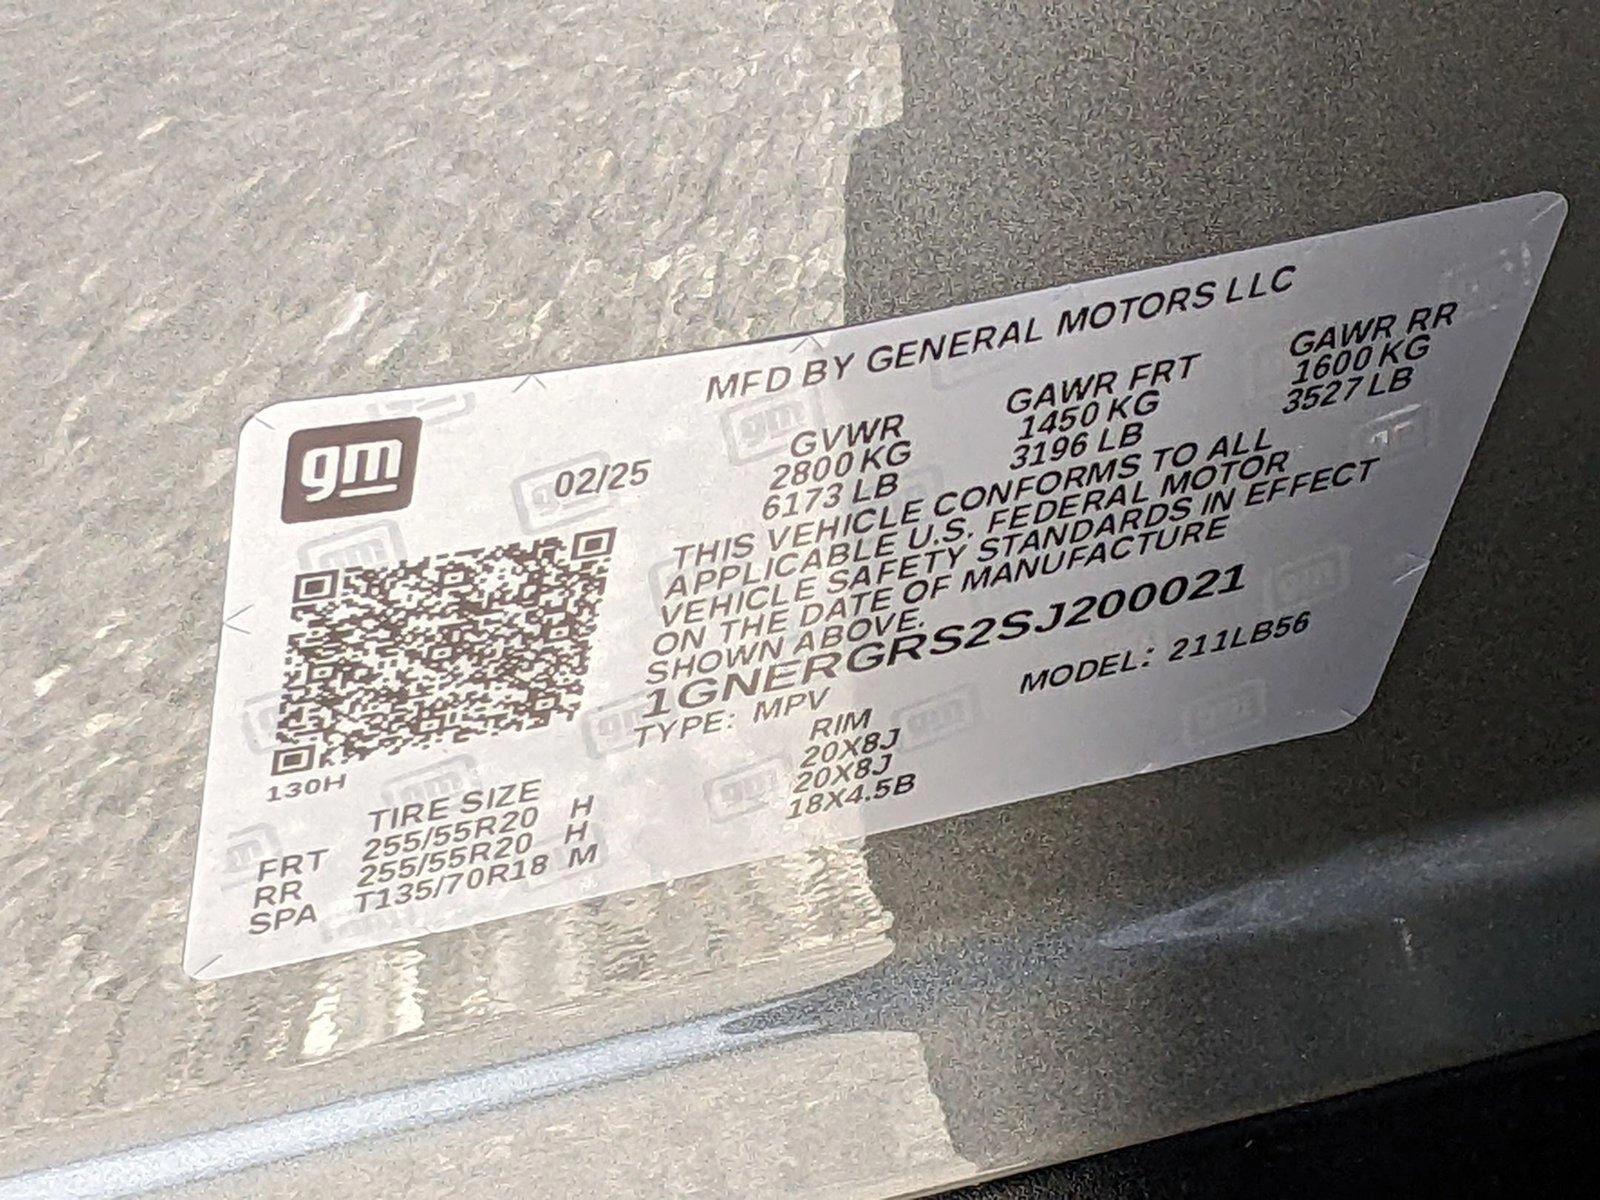 MFD BY GENERAL MOTORS LLC
gm
02/25
GVWR GAWR FRT GAWR RR
2800 KG 1450 KG 1600 KG
6173 LB 3196 LB 3527 LB
THIS VEHICLE CONFORMS TO ALL
APPLICABLE U.S. FEDERAL MOTOR
VEHICLE SAFETY STANDARDS IN EFFECT
ON THE DATE OF MANUFACTURE
SHOWN ABOVE.
1GNERGRS2SJ200021
TYPE: MPV MODEL: 211LB56
130H
TIRE SIZE RIM
FRT 255/55R20 H 20X8J
RR 255/55R20 H 20X8J
SPA T135/70R18 M 18X4.5B